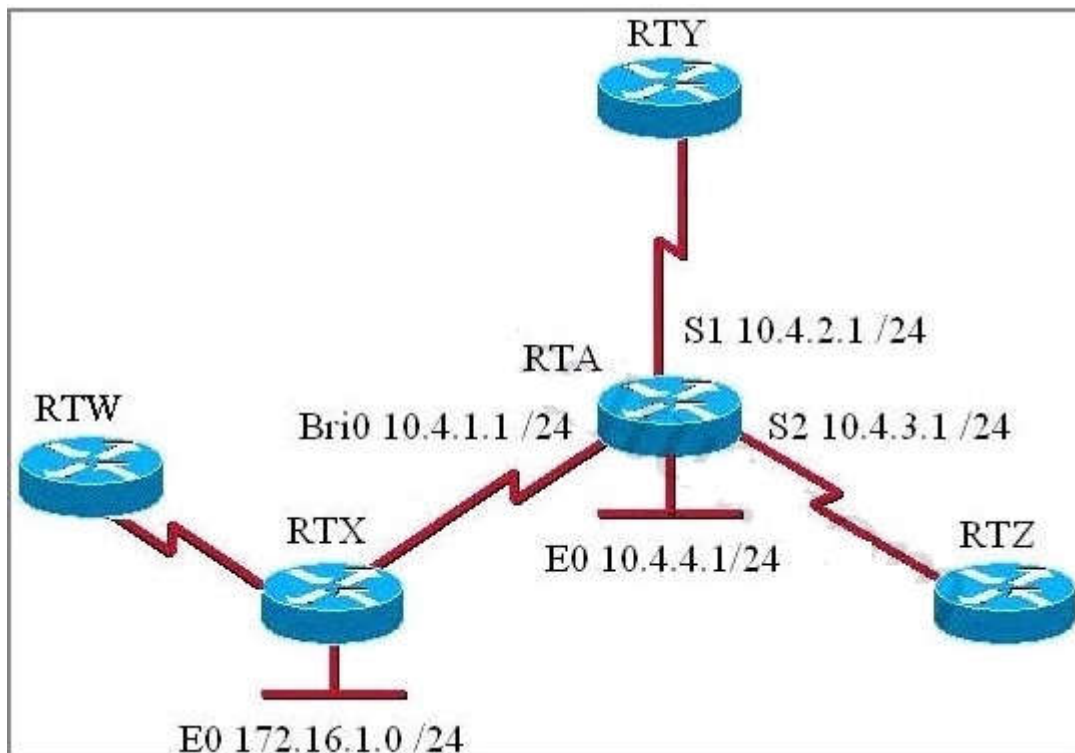 RTY
S1 10.4.2.1 /24
RTA
RTW
Bri0 10.4.1.1 /24
S2 10.4.3.1 /24
RTX
E0 10.4.4.1/24
RTZ
E0 172.16.1.0 /24